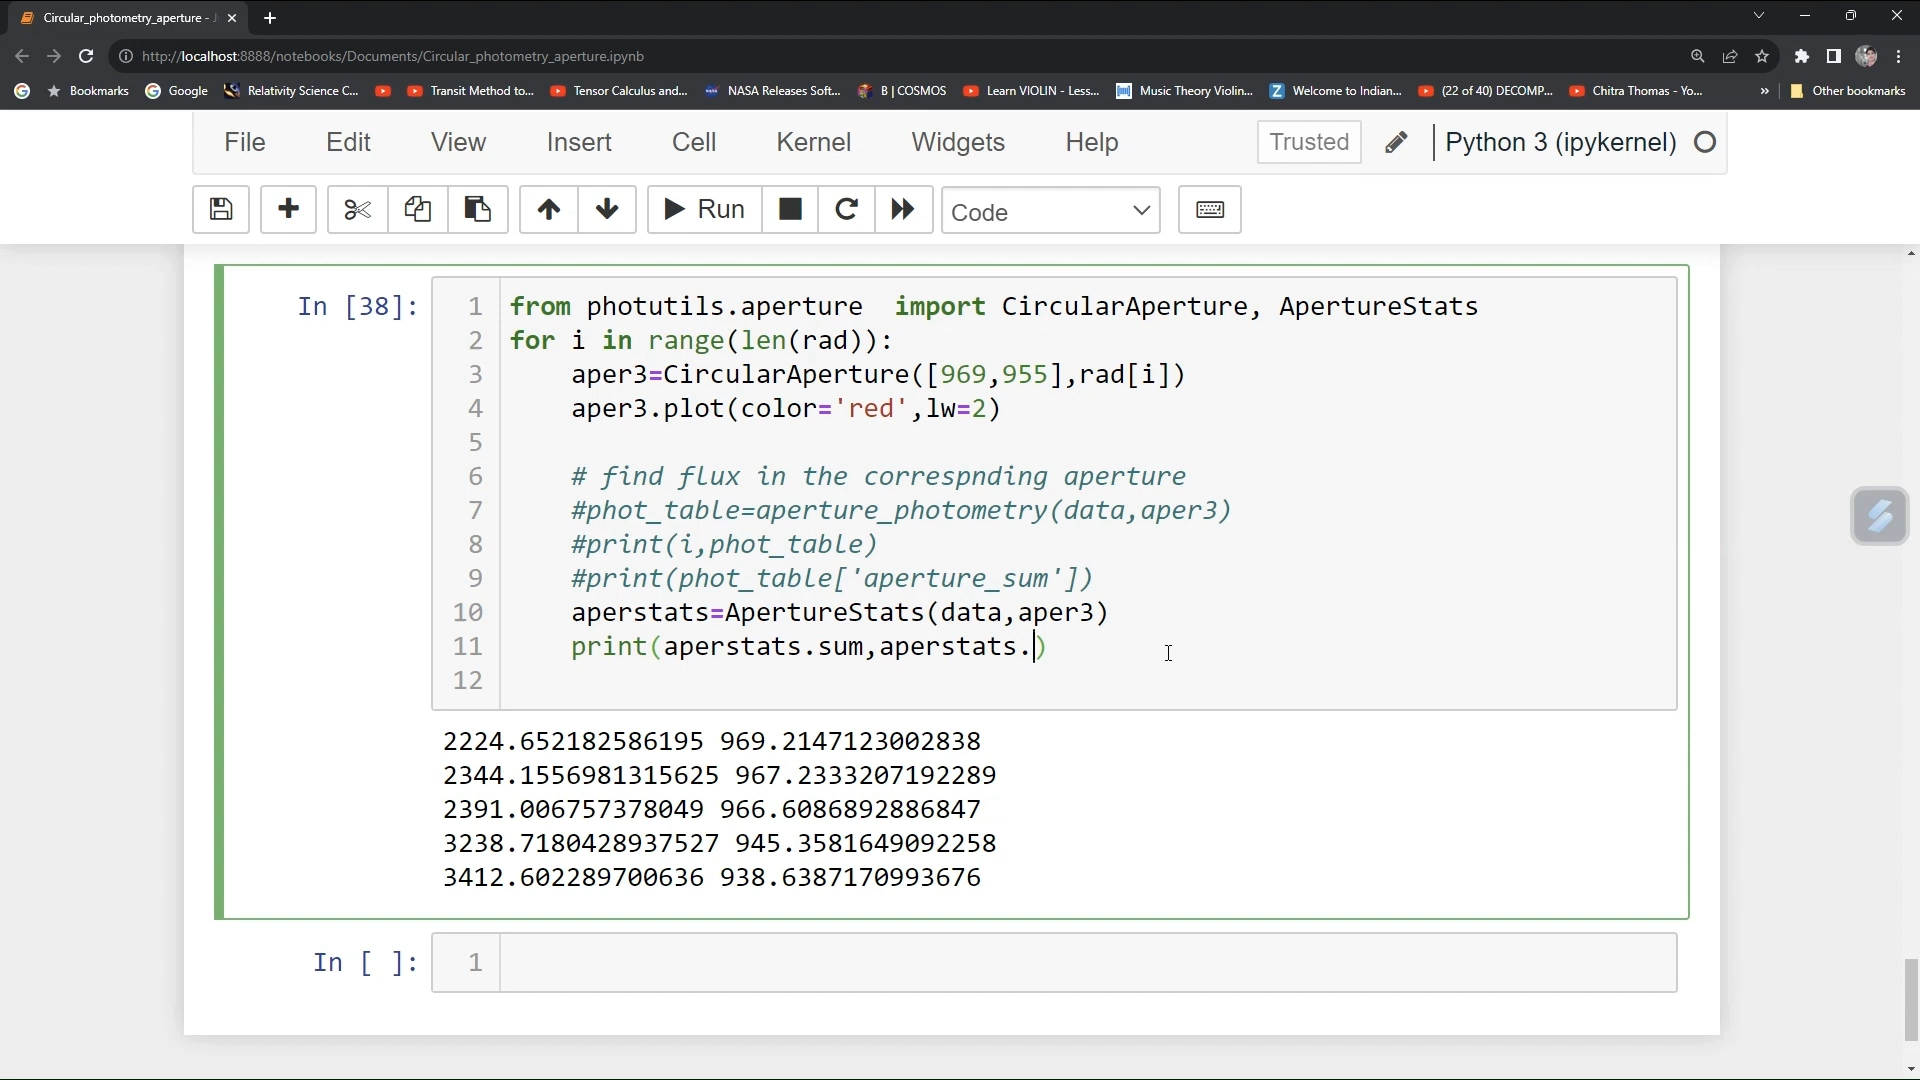 Circular_photometry_aperture - J
http://localhost:8888/notebooks/Documents/Circular_photometry_aperture.ipynb
Bookmarks Google Relativity Science C... Transit Method to... Tensor Calculus and... NASA Releases Soft... B | COSMOS Learn VIOLIN - Less... Music Theory Violin... Welcome to Indian... (22 of 40) DECOMP... Chitra Thomas - Yo... » Other bookmarks
File Edit View Insert Cell Kernel Widgets Help Trusted Python 3 (ipykernel)
Run Code
In [38]:
1 from photutils.aperture  import CircularAperture, ApertureStats
2 for i in range(len(rad)):
3     aper3=CircularAperture([969,955],rad[i])
4     aper3.plot(color='red',lw=2)
5
6     # find flux in the correspnding aperture
7     #phot_table=aperture_photometry(data,aper3)
8     #print(i,phot_table)
9     #print(phot_table['aperture_sum'])
10     aperstats=ApertureStats(data,aper3)
11     print(aperstats.sum,aperstats.)
12
2224.652182586195 969.2147123002838
2344.1556981315625 967.2333207192289
2391.006757378049 966.6086892886847
3238.7180428937527 945.3581649092258
3412.602289700636 938.6387170993676
In [ ]: 1